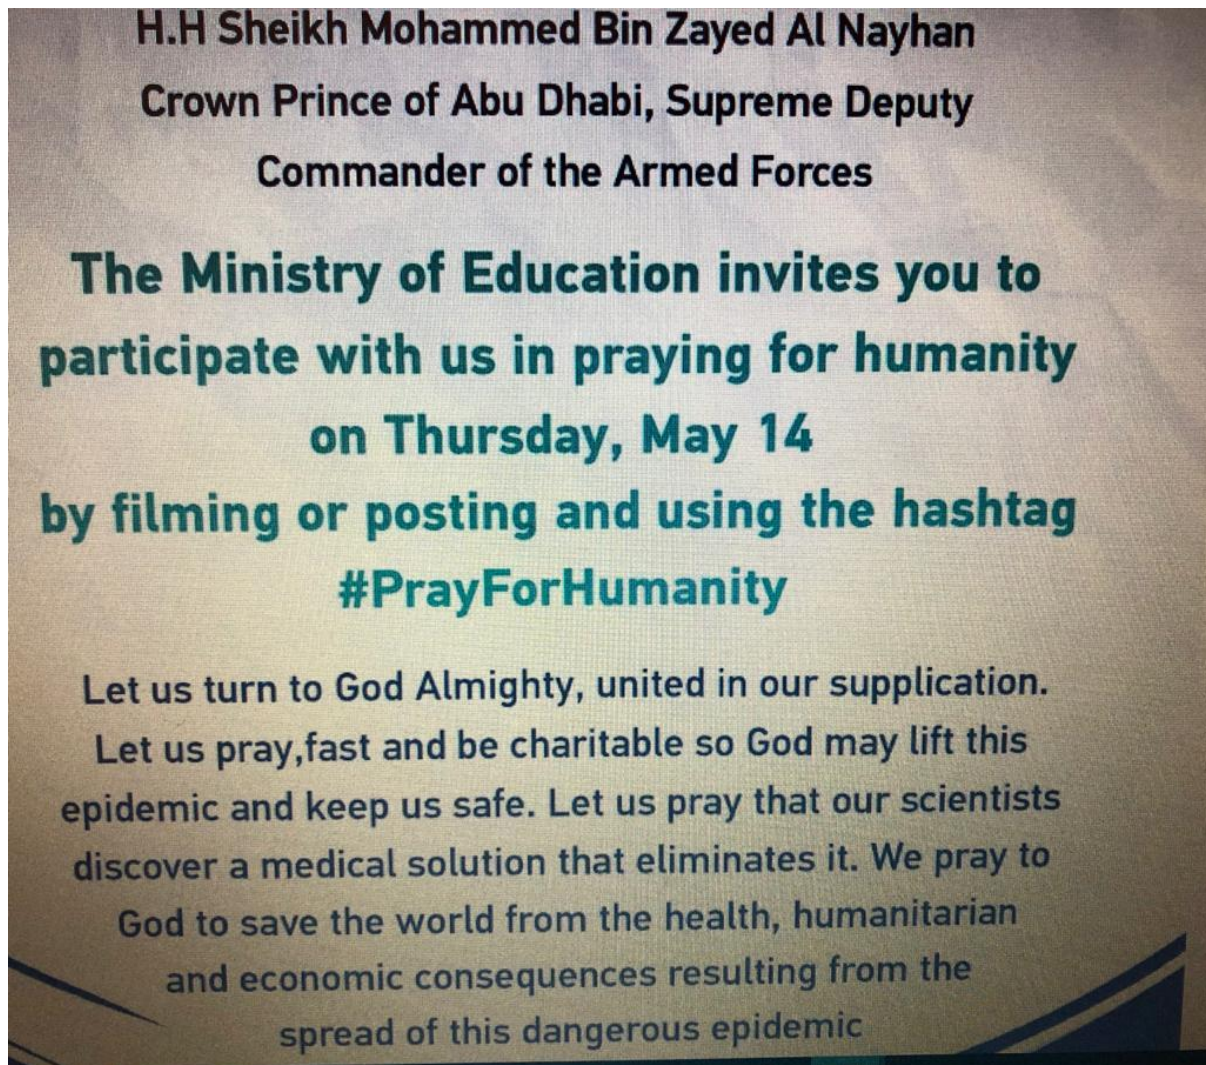 H.H Sheikh Mohammed Bin Zayed Al Nayhan
Crown Prince of Abu Dhabi, Supreme Deputy
Commander of the Armed Forces
The Ministry of Education invites you to
participate with us in praying for humanity
on Thursday, May 14
by filming or posting and using the hashtag
#PrayForHumanity
Let us turn to God Almighty, united in our supplication.
Let us pray,fast and be charitable so God may lift this
epidemic and keep us safe. Let us pray that our scientists
discover a medical solution that eliminates it. We pray to
God to save the world from the health, humanitarian
and economic consequences resulting from the
spread of this dangerous epidemic